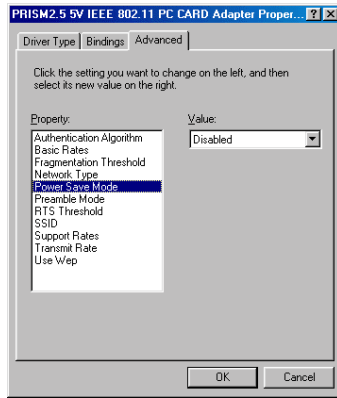 PRISM2.5 5V IEEE 802.11 PC CARD Adapter Proper...
Driver Type
Bindings
Advanced
Click the setting you want to change on the left, and then
select its new value on the right.
Property:
Authentication Algorithm
Basic Rates
Fragmentation Threshold
Network Type
Power Save Mode
Preamble Mode
RTS Threshold
SSID
Support Rates
Transmit Rate
Use Wep
Value:
Disabled
OK
Cancel